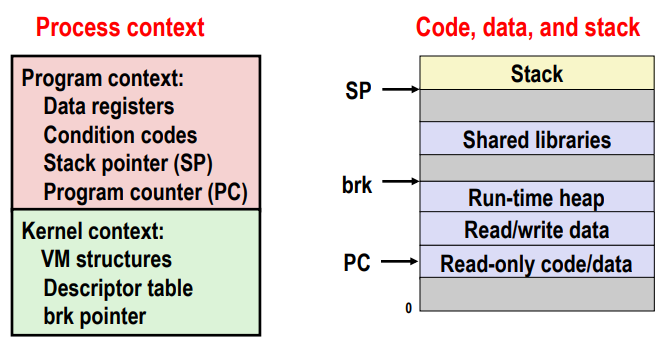 Process context
Program context:
Data registers
Condition codes
Stack pointer (SP)
Program counter (PC)
Kernel context:
VM structures
Descriptor table
brk pointer
Code, data, and stack
Stack
SP
Shared libraries
brk
Run-time heap
Read/write data
PC
Read-only code/data
0